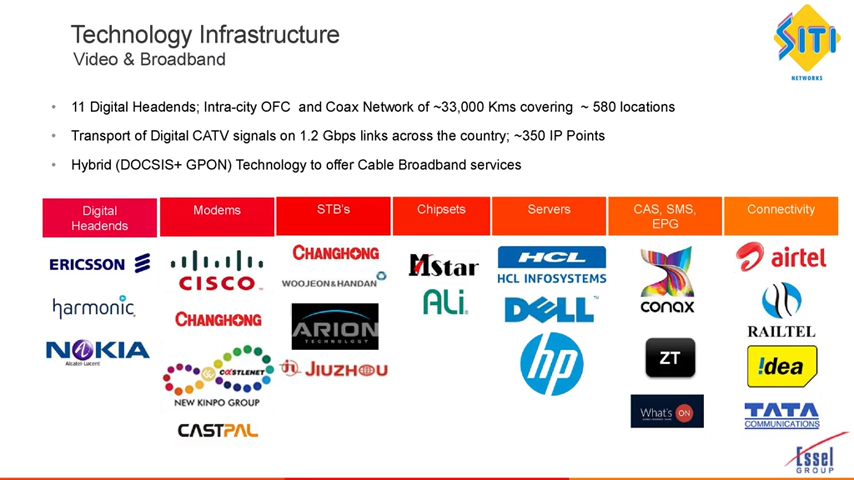 Technology Infrastructure
Video & Broadband
SITI
NETWORKS
• 11 Digital Headends; Intra-city OFC and Coax Network of ~33,000 Kms covering ~ 580 locations
• Transport of Digital CATV signals on 1.2 Gbps links across the country; ~350 IP Points
• Hybrid (DOCSIS+ GPON) Technology to offer Cable Broadband services
Digital
Headends
ERICSSON
harmonic
NOKIA
Alcatel-Lucent
Modems
CISCO
CHANGHONG
CASTLENET
NEW KINPO GROUP
CASTPAL
STB's
CHANGHONG
WOOJEON & HANDAN
ARION
TECHNOLOGY
JIUZHOU
Chipsets
MStar
ALi
Servers
HCL
HCL INFOSYSTEMS
DELL™
hp
CAS, SMS,
EPG
CONAX
ZT
What's ON
Connectivity
airtel
RAILTEL
!dea
TATA
COMMUNICATIONS
Essel
GROUP